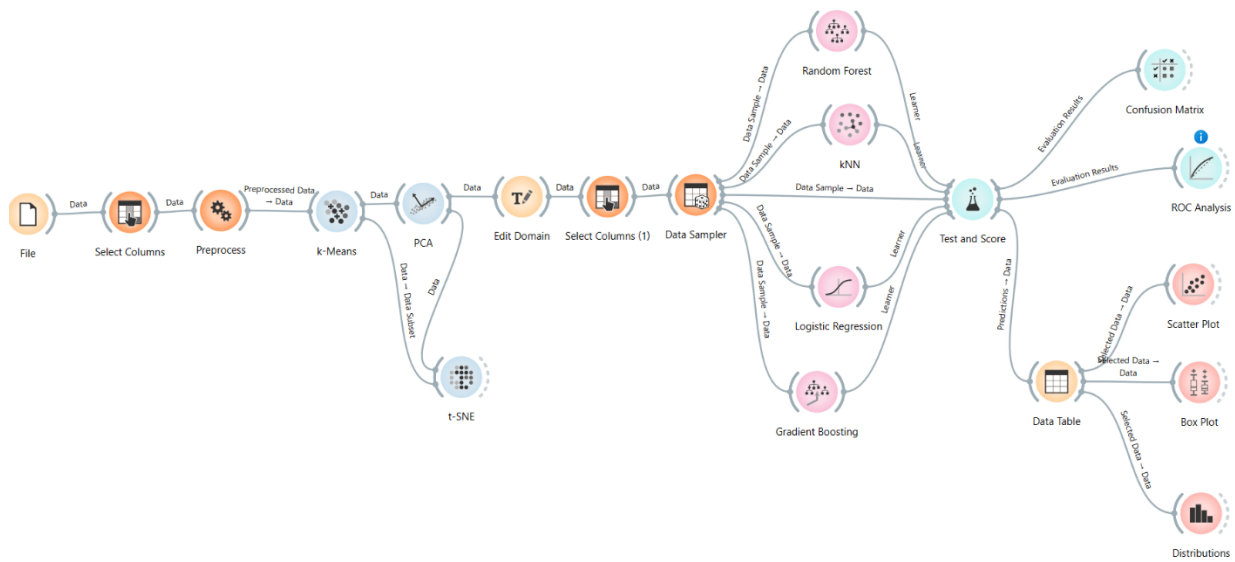 File
Data
Select Columns
Data
Preprocess
Preprocessed Data
→ Data
k-Means
Data
PCA
Data → Data Subset
Data
t-SNE
Data
Edit Domain
Data
Select Columns (1)
Data
Data Sampler
Data Sample → Data
Random Forest
Learner
Data Sample → Data
kNN
Learner
Data Sample → Data
Data Sample → Data
Logistic Regression
Learner
Data Sample → Data
Gradient Boosting
Learner
Test and Score
Evaluation Results
Confusion Matrix
Evaluation Results
i
ROC Analysis
Predictions → Data
Data Table
Selected Data → Data
Scatter Plot
Selected Data →
Data
Box Plot
Selected Data → Data
Distributions